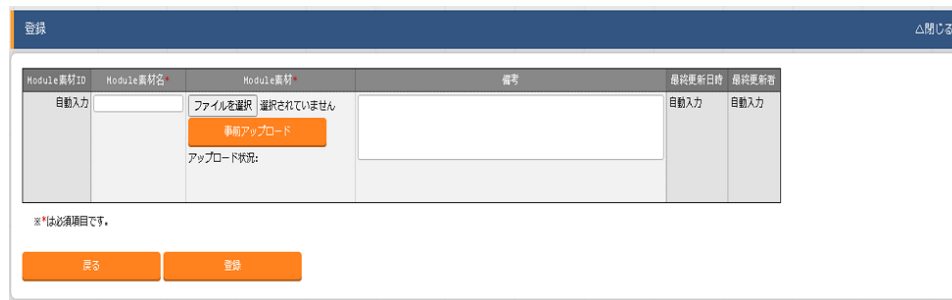 登録
△閉じる
Module素材ID Module素材名* Module素材* 備考 最終更新日時 最終更新者
自動入力 ファイルを選択 選択されていません 自動入力 自動入力
事前アップロード
アップロード状況:
※*は必須項目です。
戻る 登録